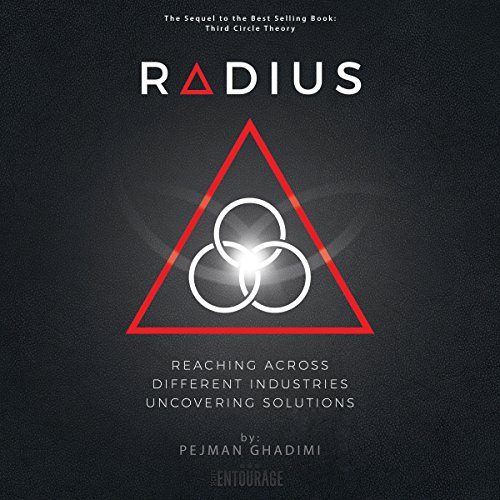 The Sequel to the Best Selling Book:
Third Circle Theory
RADIUS
REACHING ACROSS
DIFFERENT INDUSTRIES
UNCOVERING SOLUTIONS
by:
PEJMAN GHADIMI
ENTOURAGE